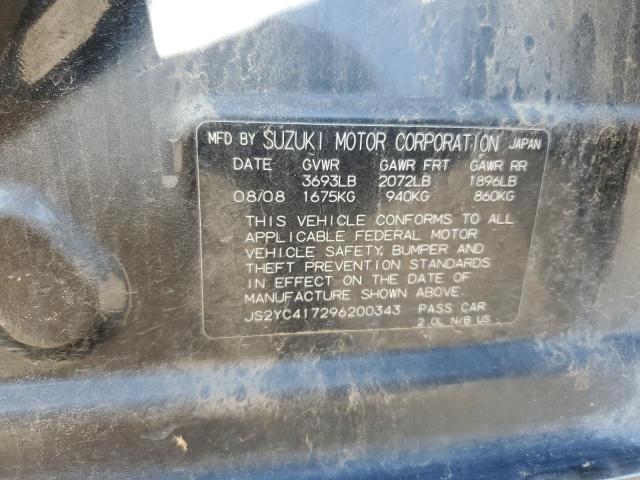 MFD BY SUZUKI MOTOR CORPORATION JAPAN
DATE GVWR GAWR FRT GAWR RR
3693LB 2072LB 1896LB
08/08 1675KG 940KG 860KG
THIS VEHICLE CONFORMS TO ALL
APPLICABLE FEDERAL MOTOR
VEHICLE SAFETY, BUMPER AND
THEFT PREVENTION STANDARDS
IN EFFECT ON THE DATE OF
MANUFACTURE SHOWN ABOVE.
JS2YC417296200343 PASS CAR
2.0L N/B US